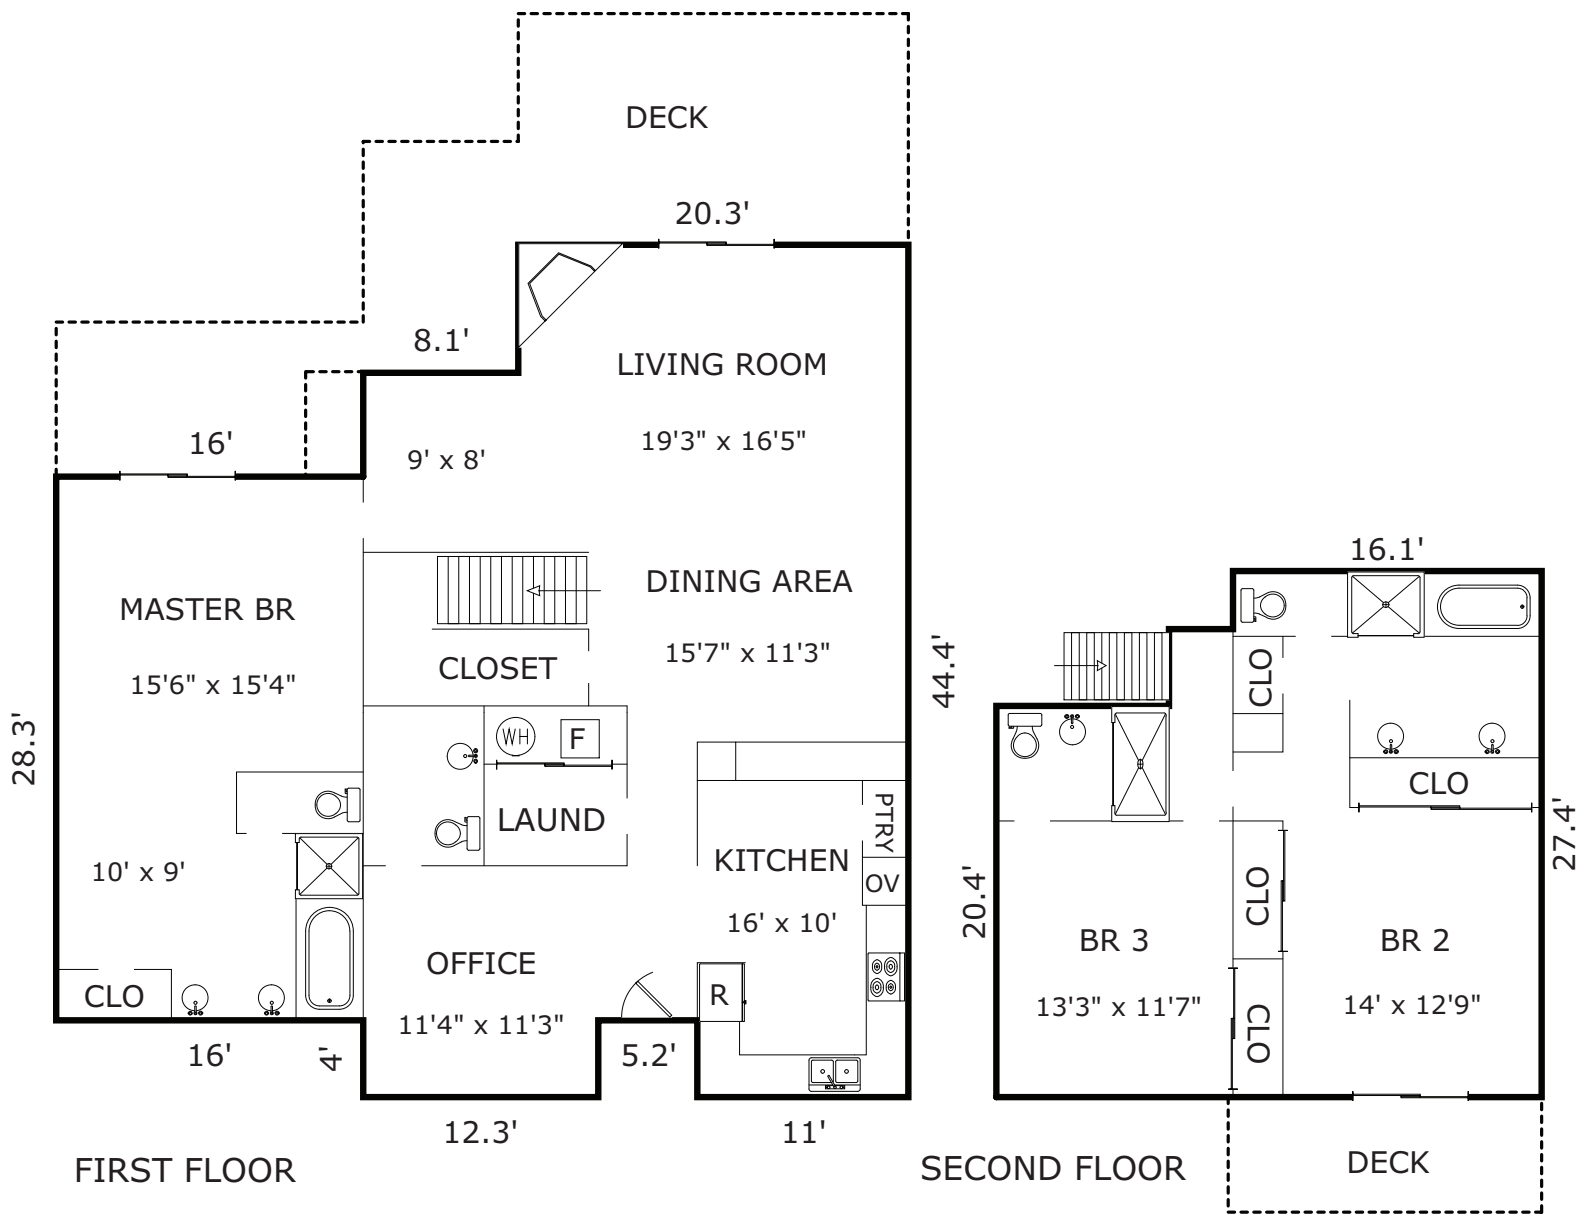 DECK
20.3'
8.1'
LIVING ROOM
19'3" x 16'5"
16'
9' x 8'
16.1'
MASTER BR
DINING AREA
15'6" x 15'4"
CLOSET
15'7" x 11'3"
44.4'
CLO
28.3'
WH
F
CLO
LAUND
PTRY
KITCHEN
27.4'
10' x 9'
OV
20.4'
CLO
16' x 10'
BR 3
BR 2
OFFICE
CLO
R
13'3" x 11'7"
14' x 12'9"
11'4" x 11'3"
CLO
16'
4'
5.2'
12.3'
11'
FIRST FLOOR
SECOND FLOOR
DECK